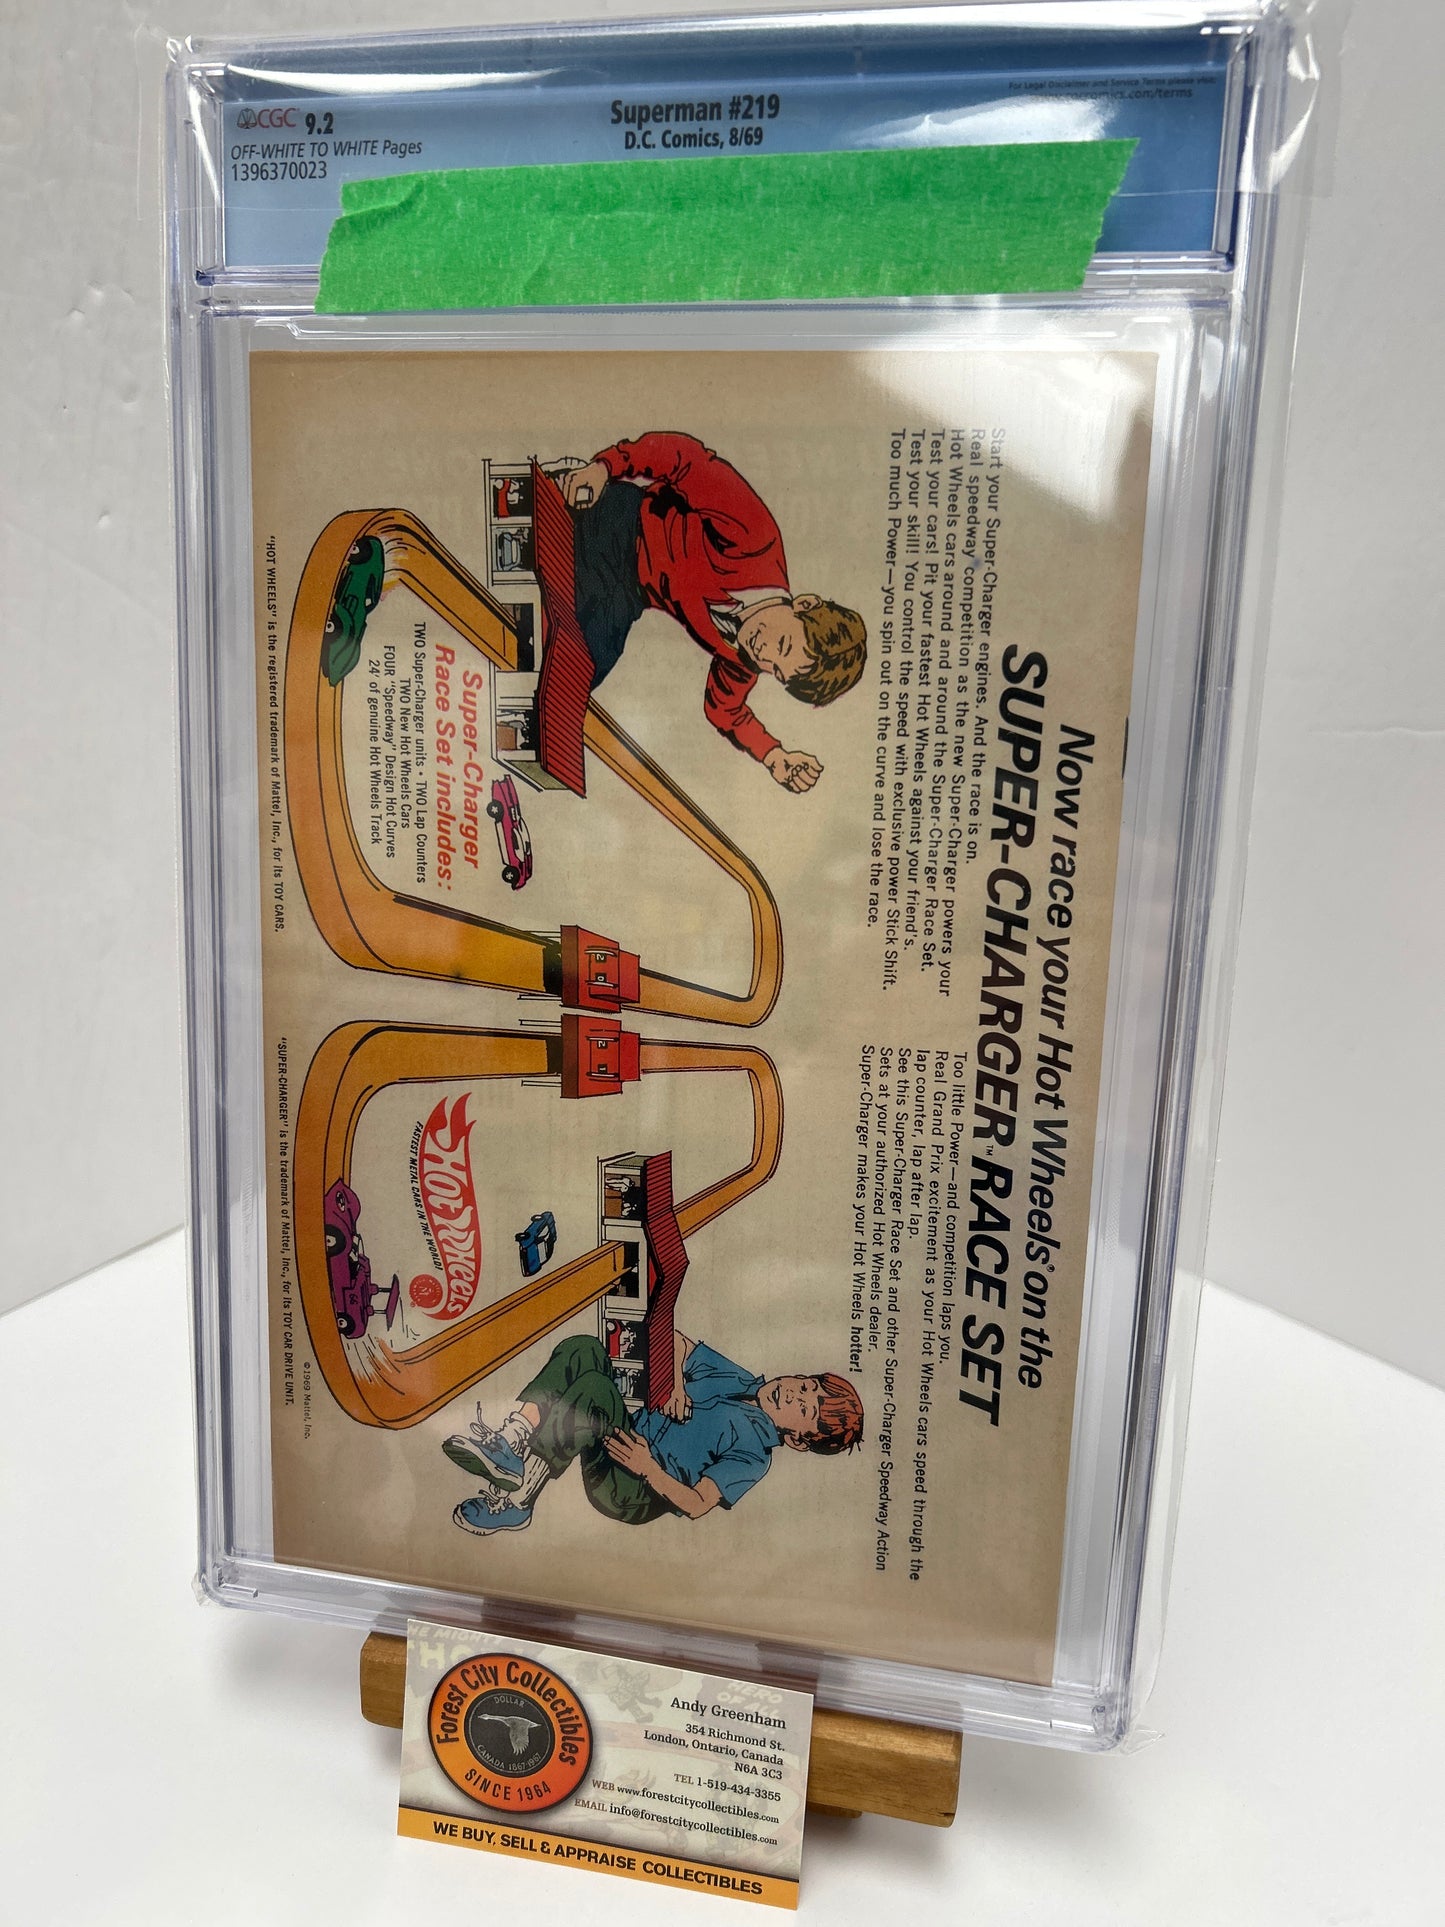 CGC 9.2
OFF-WHITE TO WHITE Pages
1396370023
Superman #219
D.C. Comics, 8/69
For Legal Disclaimer and Service Terms please visit:
Now race your Hot Wheels® on the
SUPER-CHARGER™ RACE SET
Start your Super-Charger engines. And the race is on.
Real speedway competition as the new Super-Charger powers your
Hot Wheels cars around and around the Super-Charger Race Set.
Test your cars! Pit your fastest Hot Wheels against your friend's.
Test your skill! You control the speed with exclusive power Stick Shift.
Too much Power—you spin out on the curve and lose the race.
Too little Power—and competition laps you.
Real Grand Prix excitement as your Hot Wheels cars speed through the
lap counter, lap after lap.
See this Super-Charger Race Set and other Super-Charger Speedway Action
Sets at your authorized Hot Wheels dealer.
Super-Charger makes your Hot Wheels hotter!
Super-Charger
Race Set includes:
TWO Super-Charger units • TWO Lap Counters
TWO New Hot Wheels Cars
FOUR "Speedway" Design Hot Curves
24' of genuine Hot Wheels Track
2 0
2 0
Hot Wheels
FASTEST METAL CARS IN THE WORLD!
66
"HOT WHEELS" is the registered trademark of Mattel, Inc., for its TOY CARS.
"SUPER-CHARGER" is the trademark of Mattel, Inc., for its TOY CAR DRIVE UNIT.
©1969 Mattel, Inc.
Forest City Collectibles
DOLLAR
CANADA 1867-1967
SINCE 1964
Andy Greenham
354 Richmond St.
London, Ontario, Canada
N6A 3C3
TEL 1-519-434-3355
WEB www.forestcitycollectibles.com
EMAIL info@forestcitycollectibles.com
WE BUY, SELL & APPRAISE COLLECTIBLES